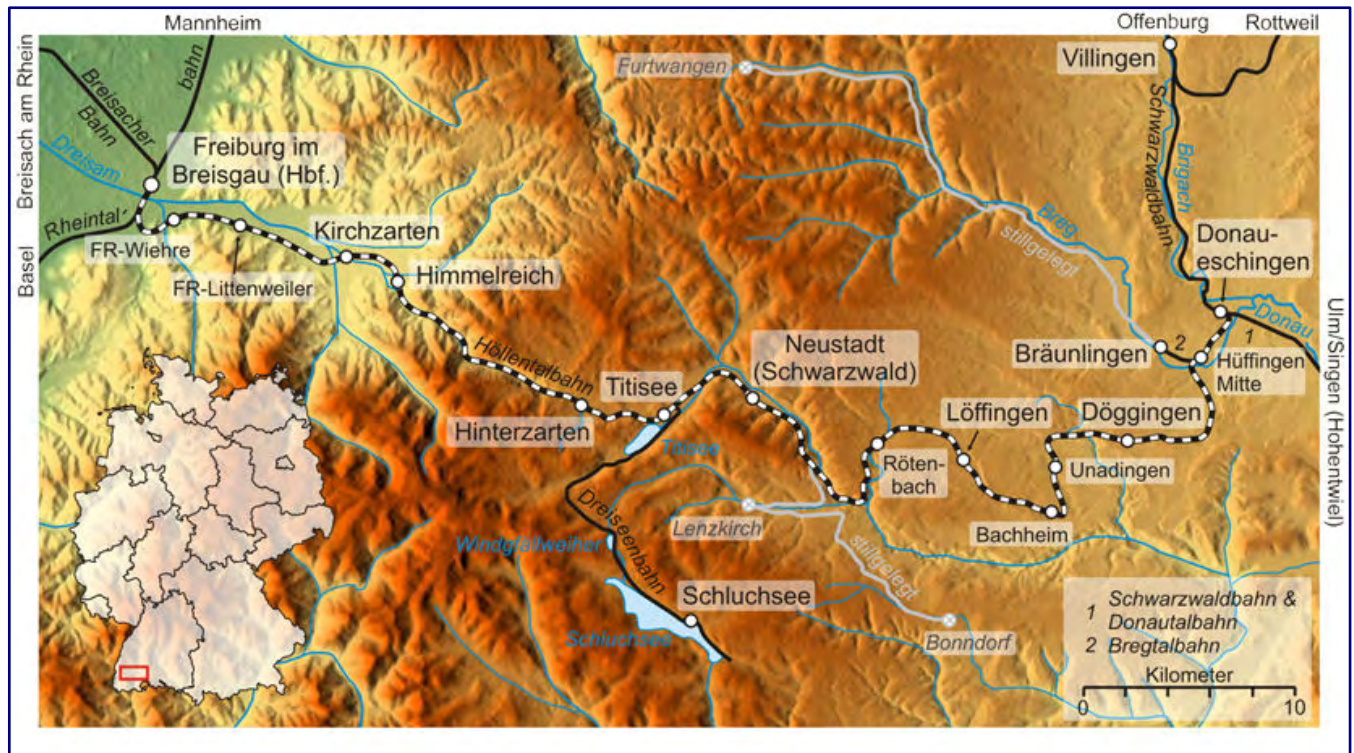 Mannheim
Offenburg
Rottweil
Breisach am Rhein
Basel
Ulm/Singen (Hohentwiel)
Breisacher
Bahn
bahn
Dreisam
Freiburg im
Breisgau (Hbf.)
Rheintal-
FR-Wiehre
FR-Littenweiler
Kirchzarten
Himmelreich
Höllentalbahn
Hinterzarten
Titisee
Titisee
Neustadt
(Schwarzwald)
Furtwangen
Breg
stillgelegt
Villingen
Schwarzwaldbahn
Brigach
Donau-
eschingen
Donau
1
2
Bräunlingen
Hüffingen
Mitte
Löffingen
Döggingen
Röten-
bach
Unadingen
Bachheim
Lenzkirch
stillgelegt
Bonndorf
Dreiseenbahn
Windgfällweiher
Schluchsee
Schluchsee
1 Schwarzwaldbahn &
Donautalbahn
2 Bregtalbahn
Kilometer
0 10